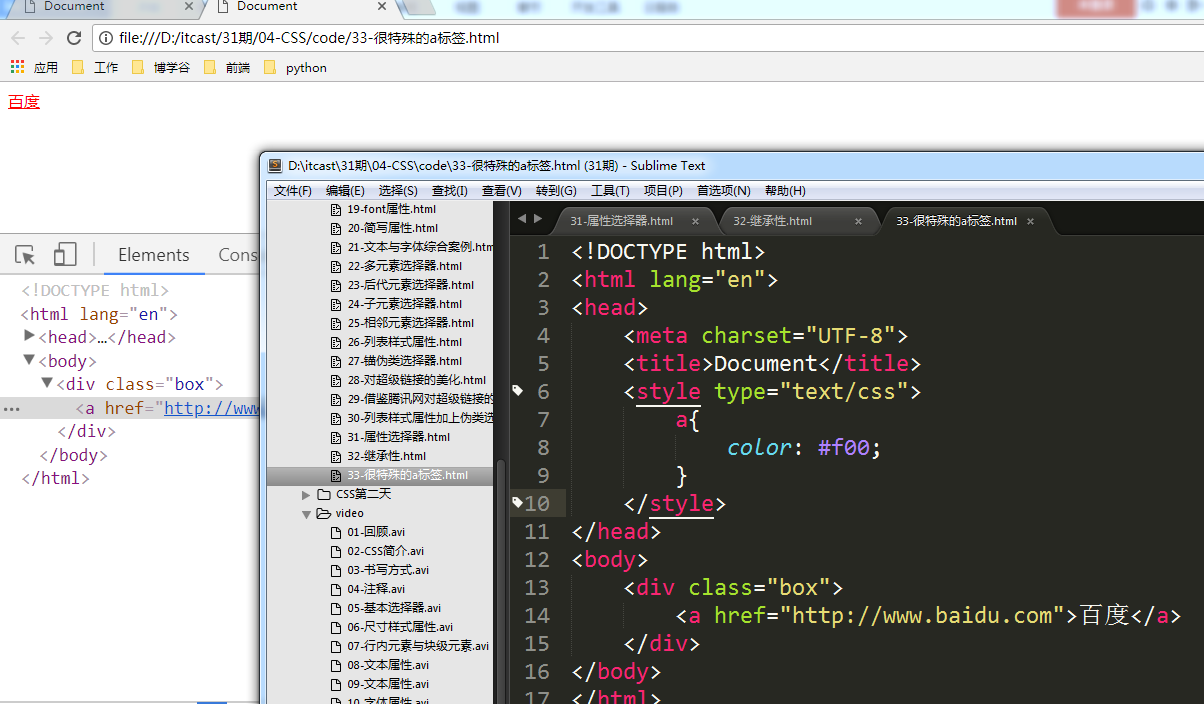 Document
Document
file:///D:/itcast/31期/04-CSS/code/33-很特殊的a标签.html
应用 工作 博学谷 前端 python
百度
Elements Cons
<!DOCTYPE html>
<html lang="en">
<head>…</head>
<body>
<div class="box">
<a href="http://www
</div>
</body>
</html>
D:\itcast\31期\04-CSS\code\33-很特殊的a标签.html (31期) - Sublime Text
文件(F) 编辑(E) 选择(S) 查找(I) 查看(V) 转到(G) 工具(T) 项目(P) 首选项(N) 帮助(H)
19-font属性.html
20-简写属性.html
21-文本与字体综合案例.htm
22-多元素选择器.html
23-后代元素选择器.html
24-子元素选择器.html
25-相邻元素选择器.html
26-列表样式属性.html
27-锚伪类选择器.html
28-对超级链接的美化.html
29-借鉴腾讯网对超级链接的
30-列表样式属性加上伪类选
31-属性选择器.html
32-继承性.html
33-很特殊的a标签.html
CSS第二天
video
01-回顾.avi
02-CSS简介.avi
03-书写方式.avi
04-注释.avi
05-基本选择器.avi
06-尺寸样式属性.avi
07-行内元素与块级元素.avi
08-文本属性.avi
09-文本属性.avi
10-字体属性.avi
31-属性选择器.html 32-继承性.html 33-很特殊的a标签.html
1 <!DOCTYPE html>
2 <html lang="en">
3 <head>
4 <meta charset="UTF-8">
5 <title>Document</title>
6 <style type="text/css">
7 a{
8 color: #f00;
9 }
10 </style>
11 </head>
12 <body>
13 <div class="box">
14 <a href="http://www.baidu.com">百度</a>
15 </div>
16 </body>
17 </html>